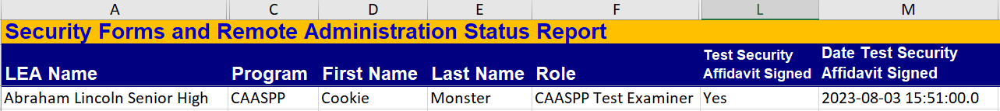 A C D E F L M
Security Forms and Remote Administration Status Report
LEA Name Program First Name Last Name Role Test Security Affidavit Signed Date Test Security Affidavit Signed
Abraham Lincoln Senior High CAASPP Cookie Monster CAASPP Test Examiner Yes 2023-08-03 15:51:00.0